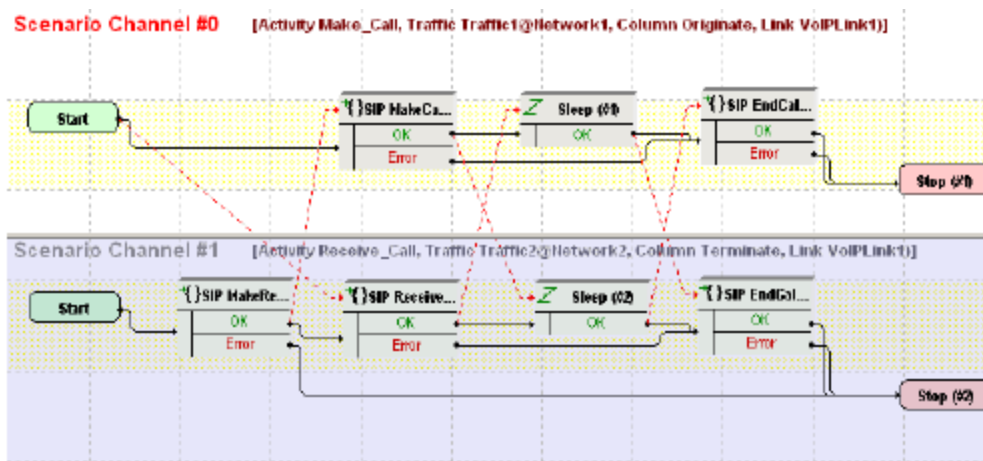 Scenario Channel #0 [Activity Make_Call, Traffic Traffic1@Network1, Column Originate, Link VoIPLink1)]
Start
SIP MakeCa...
OK
Error
Sleep (#1)
OK
SIP EndCal...
OK
Error
Stop (#1)
Scenario Channel #1 [Activity Receive_Call, Traffic Traffic2@Network2, Column Terminate, Link VoIPLink1)]
Start
SIP MakeRe...
OK
Error
SIP Receive...
OK
Error
Sleep (#2)
OK
SIP EndCal...
OK
Error
Stop (#2)